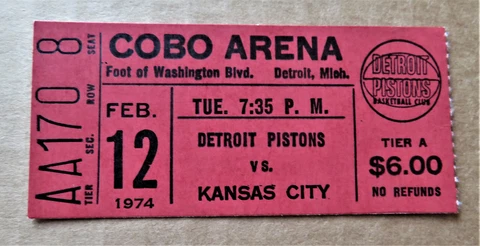 COBO ARENA
Foot of Washington Blvd. Detroit, Mich.
DETROIT
PISTONS
BASKETBALL CLUB
FEB.
12
1974
TUE. 7:35 P. M.
DETROIT PISTONS
VS.
KANSAS CITY
TIER A
$6.00
NO REFUNDS
AA 17 0 8
TIER SEC. ROW SEAT